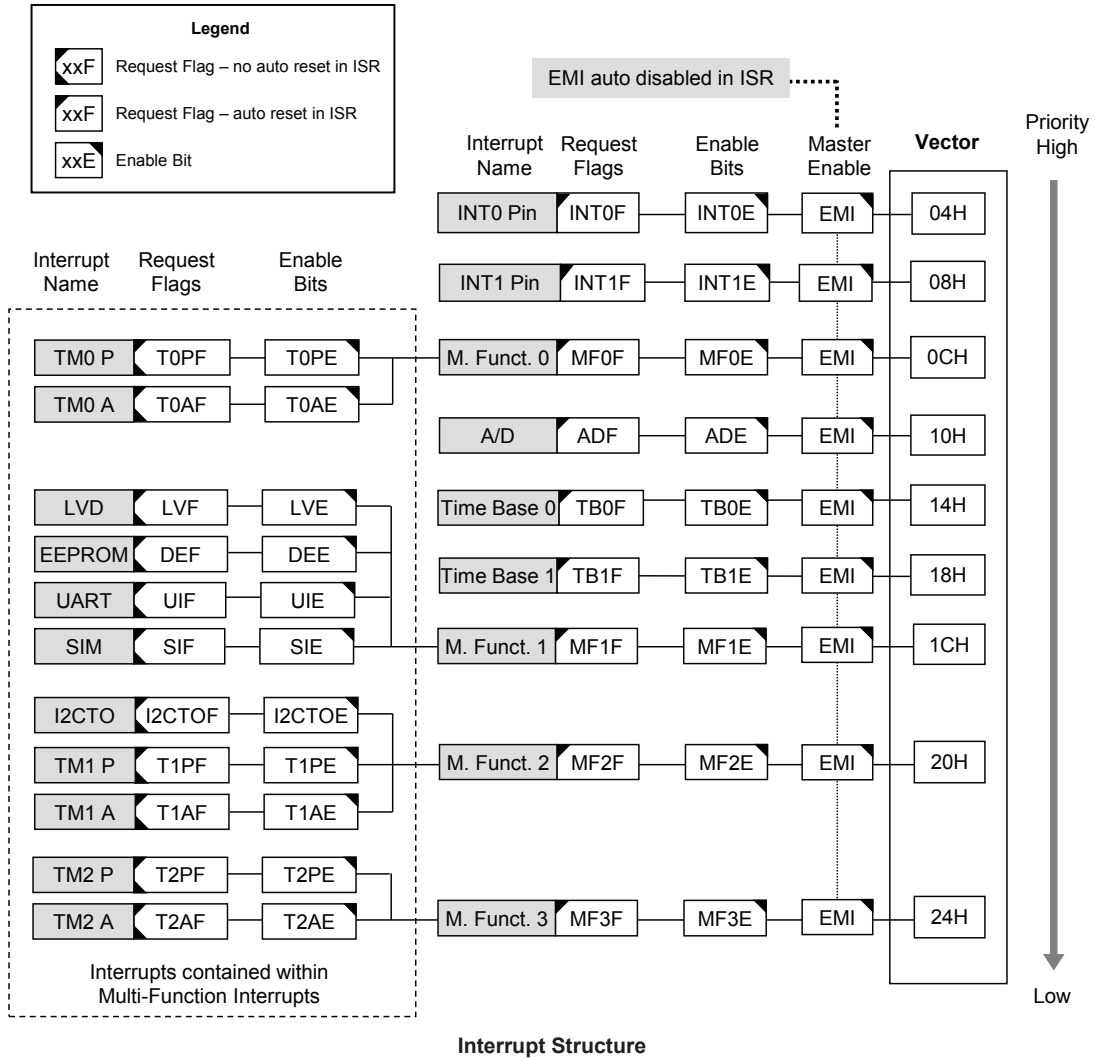 Legend
xxF Request Flag – no auto reset in ISR
xxF Request Flag – auto reset in ISR
xxE Enable Bit
EMI auto disabled in ISR
Interrupt Name Request Flags Enable Bits Master Enable Vector Priority High
INT0 Pin INT0F INT0E EMI 04H
Interrupt Name Request Flags Enable Bits
INT1 Pin INT1F INT1E EMI 08H
TM0 P T0PF T0PE M. Funct. 0 MF0F MF0E EMI 0CH
TM0 A T0AF T0AE
A/D ADF ADE EMI 10H
LVD LVF LVE Time Base 0 TB0F TB0E EMI 14H
EEPROM DEF DEE
Time Base 1 TB1F TB1E EMI 18H
UART UIF UIE
SIM SIF SIE M. Funct. 1 MF1F MF1E EMI 1CH
I2CTO I2CTOF I2CTOE
TM1 P T1PF T1PE M. Funct. 2 MF2F MF2E EMI 20H
TM1 A T1AF T1AE
TM2 P T2PF T2PE
TM2 A T2AF T2AE M. Funct. 3 MF3F MF3E EMI 24H
Interrupts contained within
Multi-Function Interrupts
Low
Interrupt Structure